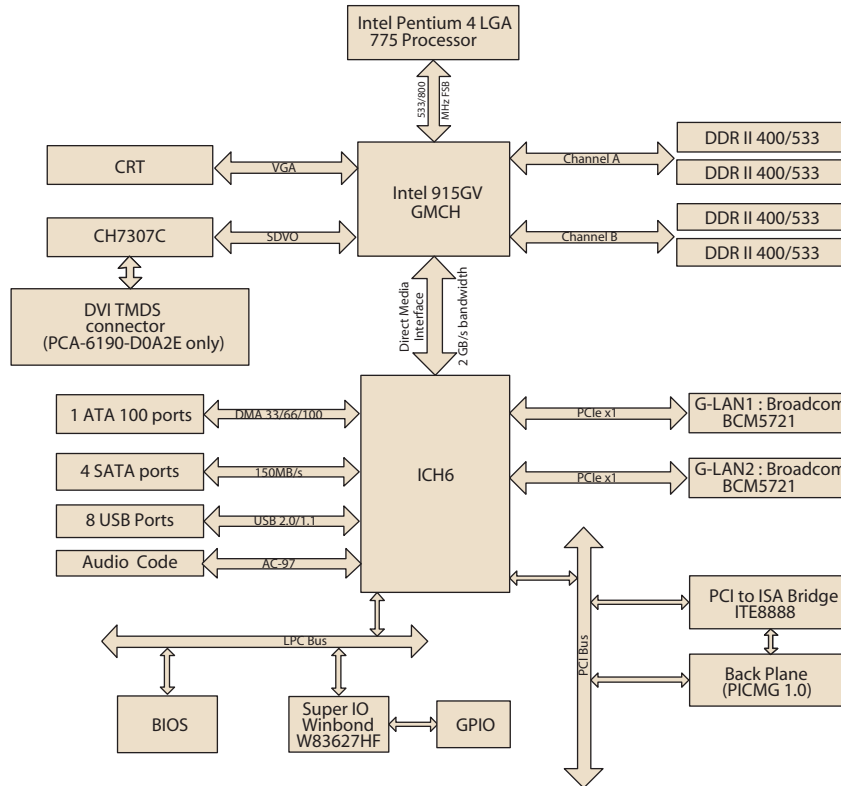 Intel Pentium 4 LGA
775 Processor
533/800
MHz FSB
CRT
VGA
Intel 915GV
GMCH
Channel A
DDR II 400/533
DDR II 400/533
CH7307C
SDVO
Channel B
DDR II 400/533
DDR II 400/533
DVI TMDS
connector
(PCA-6190-D0A2E only)
Direct Media
Interface
2 GB/s bandwidth
1 ATA 100 ports
DMA 33/66/100
ICH6
PCIe x1
G-LAN1 : Broadcom
BCM5721
4 SATA ports
150MB/s
PCIe x1
G-LAN2 : Broadcom
BCM5721
8 USB Ports
USB 2.0/1.1
Audio Code
AC-97
PCI Bus
PCI to ISA Bridge
ITE8888
Back Plane
(PICMG 1.0)
LPC Bus
BIOS
Super IO
Winbond
W83627HF
GPIO